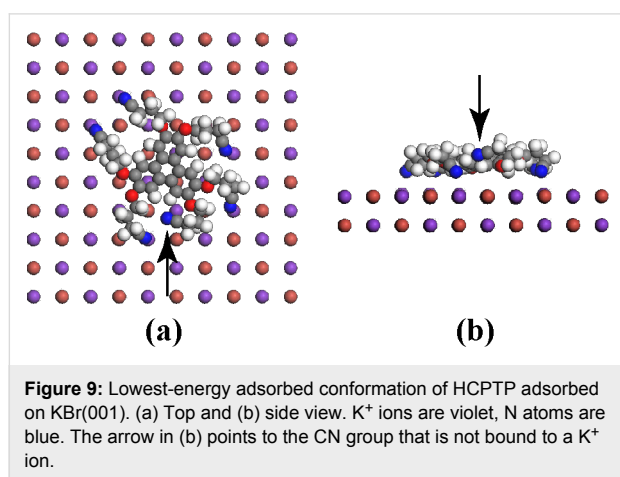 (a)
(b)
Figure 9: Lowest-energy adsorbed conformation of HCPTP adsorbed
on KBr(001). (a) Top and (b) side view. K⁺ ions are violet, N atoms are
blue. The arrow in (b) points to the CN group that is not bound to a K⁺
ion.